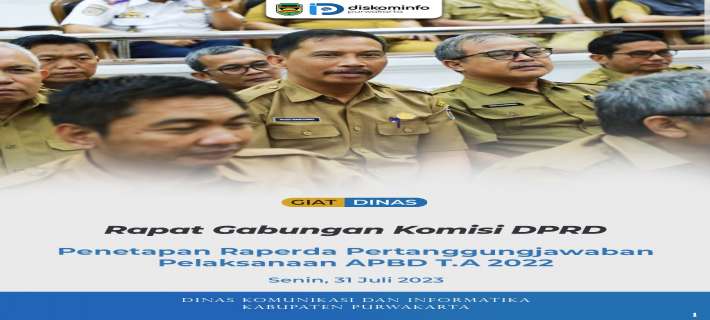 diskominfo
purwakarta
GIAT DINAS
Rapat Gabungan Komisi DPRD
Penetapan Raperda Pertanggungjawaban
Pelaksanaan APBD T.A 2022
Senin, 31 Juli 2023
DINAS KOMUNIKASI DAN INFORMATIKA
KABUPATEN PURWAKARTA
1